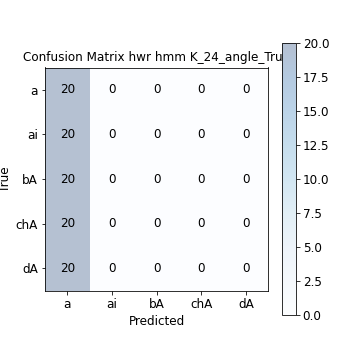 Confusion Matrix hwr hmm K_24_angle_Tru
20.0
17.5
15.0
12.5
10.0
7.5
5.0
2.5
0.0
True
a 20 0 0 0 0
ai 20 0 0 0 0
bA 20 0 0 0 0
chA 20 0 0 0 0
dA 20 0 0 0 0
a ai bA chA dA
Predicted